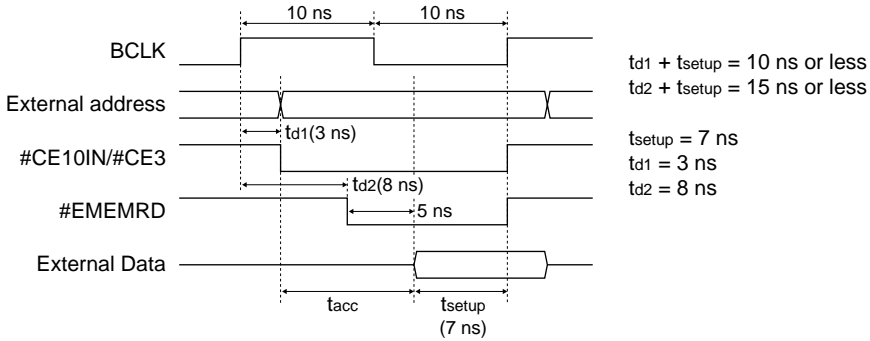 10 ns 10 ns
BCLK
td1 + tsetup = 10 ns or less
td2 + tsetup = 15 ns or less
External address
td1(3 ns)
tsetup = 7 ns
#CE10IN/#CE3
td1 = 3 ns
td2(8 ns)
td2 = 8 ns
#EMEMRD
5 ns
External Data
tacc tsetup
(7 ns)